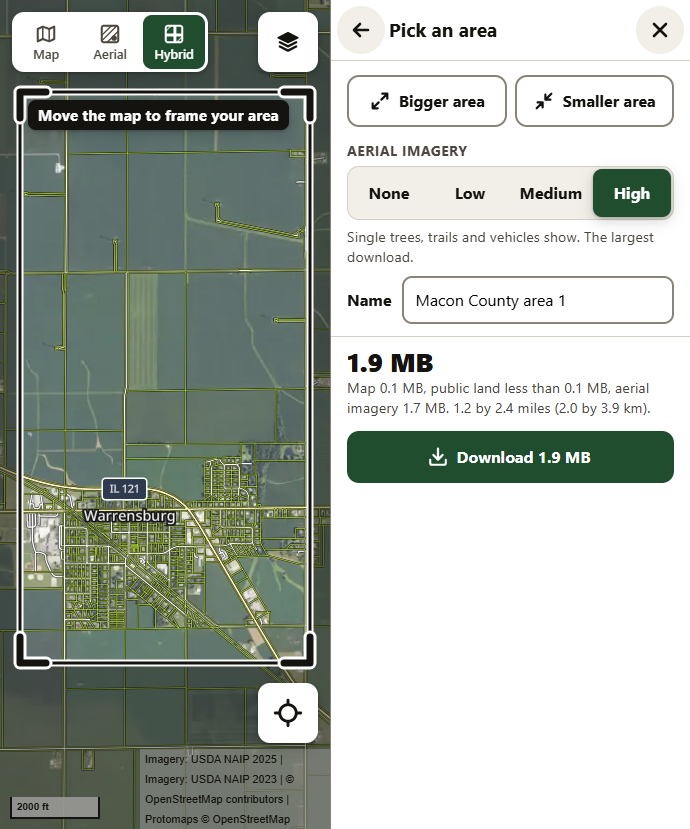 Map
Aerial
Hybrid
Move the map to frame your area
IL 121
Warrensburg
2000 ft
Imagery: USDA NAIP 2025 |
Imagery: USDA NAIP 2023 | ©
OpenStreetMap contributors |
Protomaps © OpenStreetMap
Pick an area
Bigger area
Smaller area
AERIAL IMAGERY
None
Low
Medium
High
Single trees, trails and vehicles show. The largest
download.
Name
Macon County area 1
1.9 MB
Map 0.1 MB, public land less than 0.1 MB, aerial
imagery 1.7 MB. 1.2 by 2.4 miles (2.0 by 3.9 km).
Download 1.9 MB